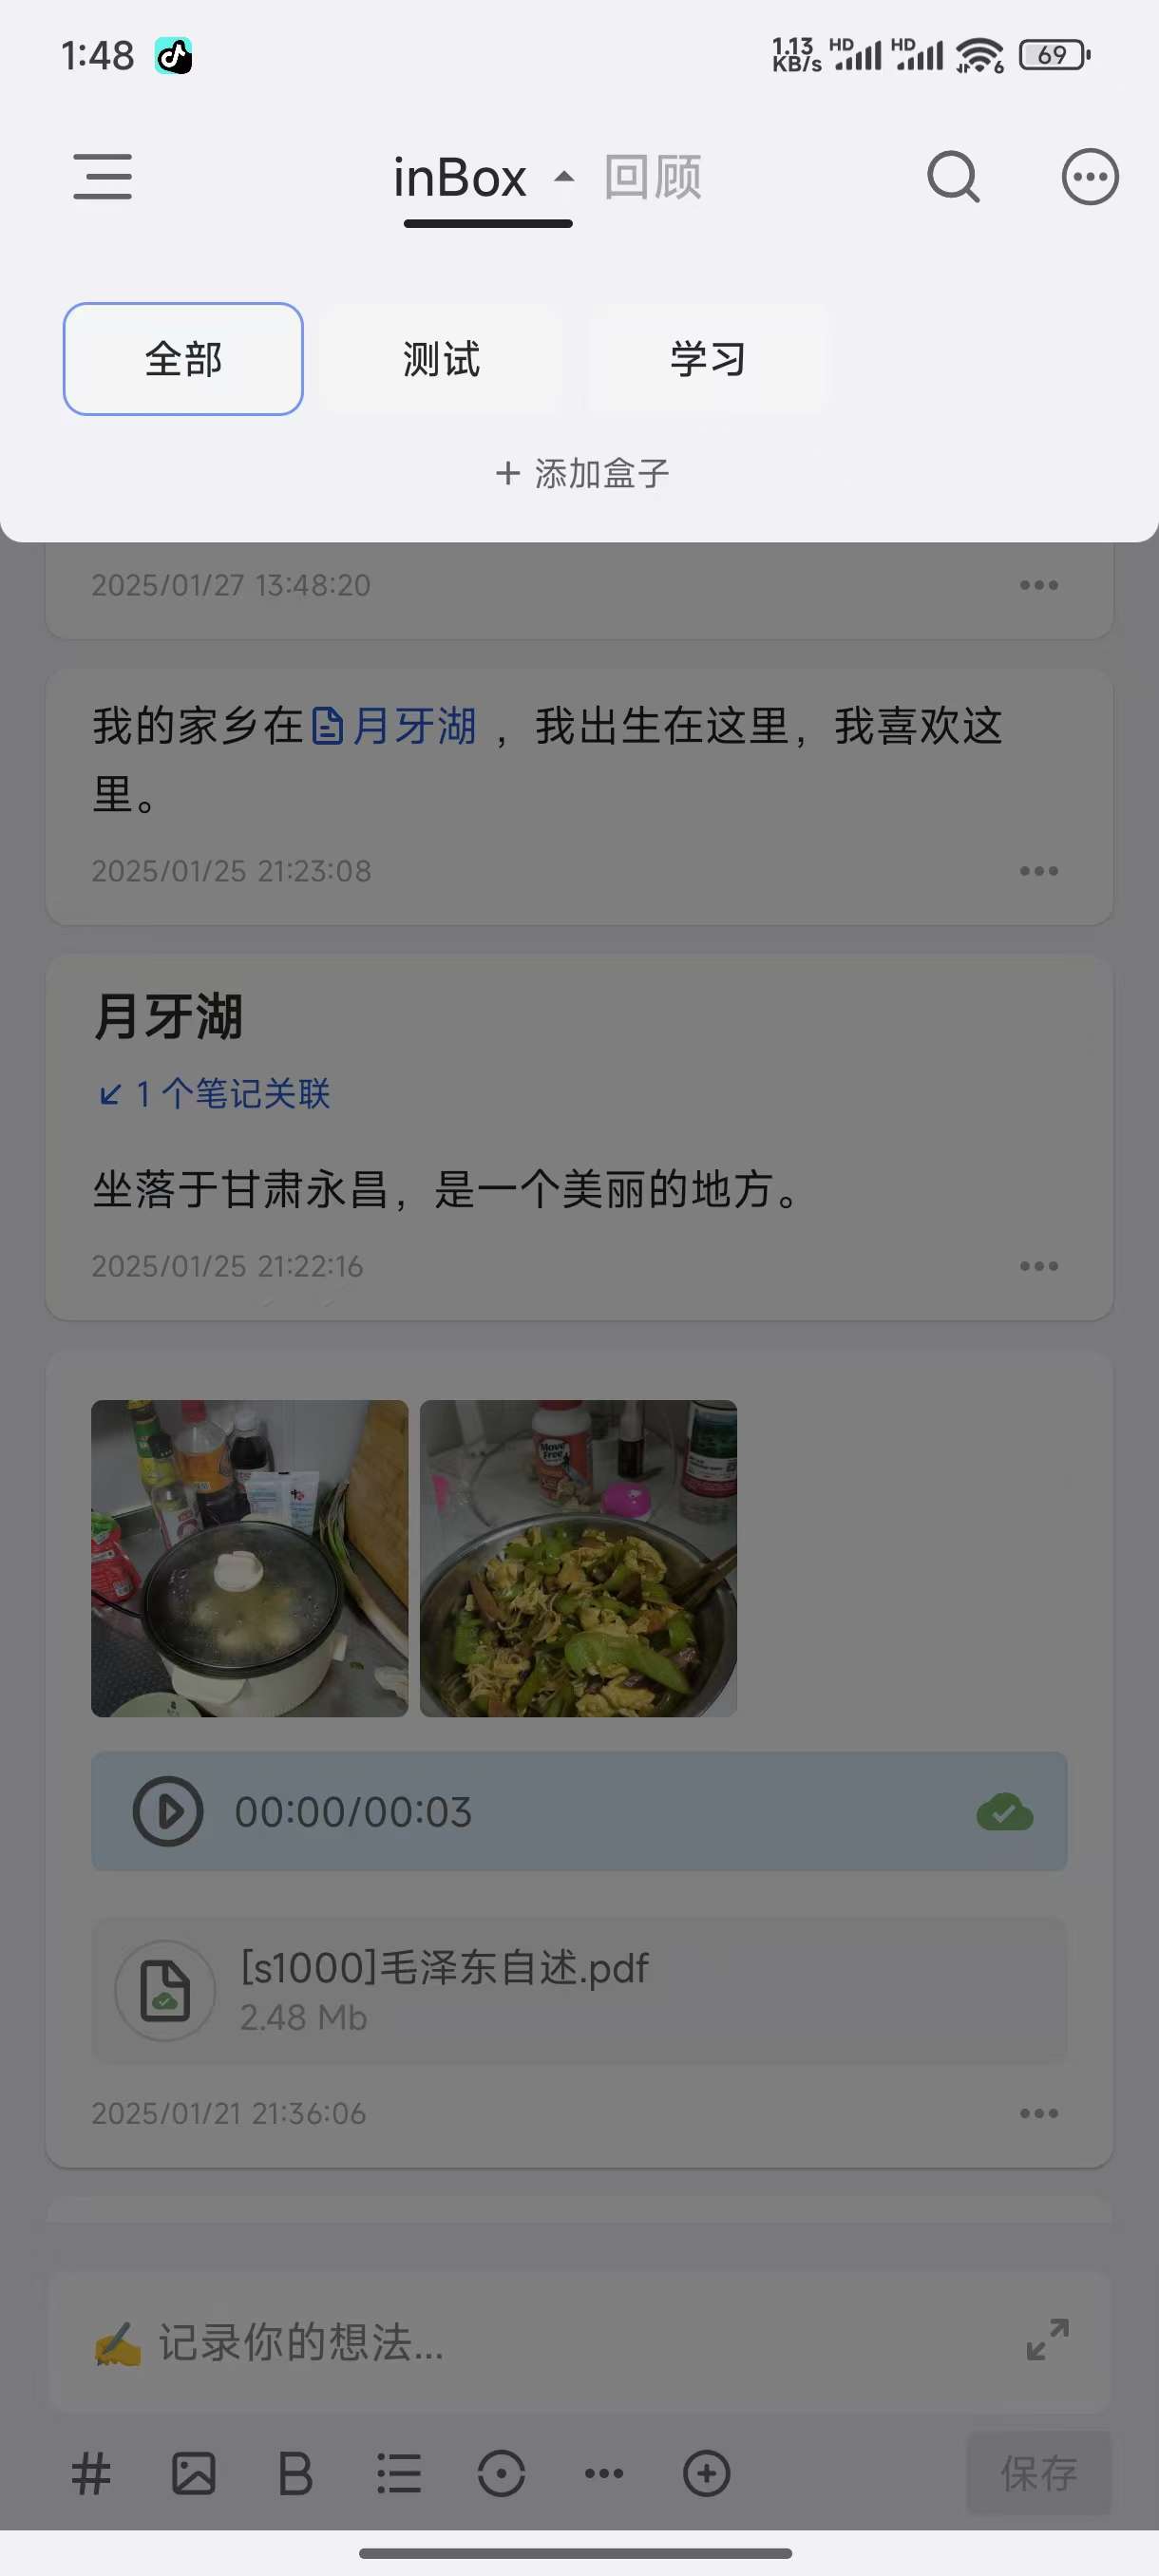 1:48
1.13 KB/s HD HD 6 69
inBox 回顾
全部 测试 学习
+ 添加盒子
2025/01/27 13:48:20
我的家乡在月牙湖 ，我出生在这里，我喜欢这
里。
2025/01/25 21:23:08
月牙湖
1 个笔记关联
坐落于甘肃永昌，是一个美丽的地方。
2025/01/25 21:22:16
Move Free
00:00/00:03
[s1000]毛泽东自述.pdf
2.48 Mb
2025/01/21 21:36:06
记录你的想法...
# B 保存